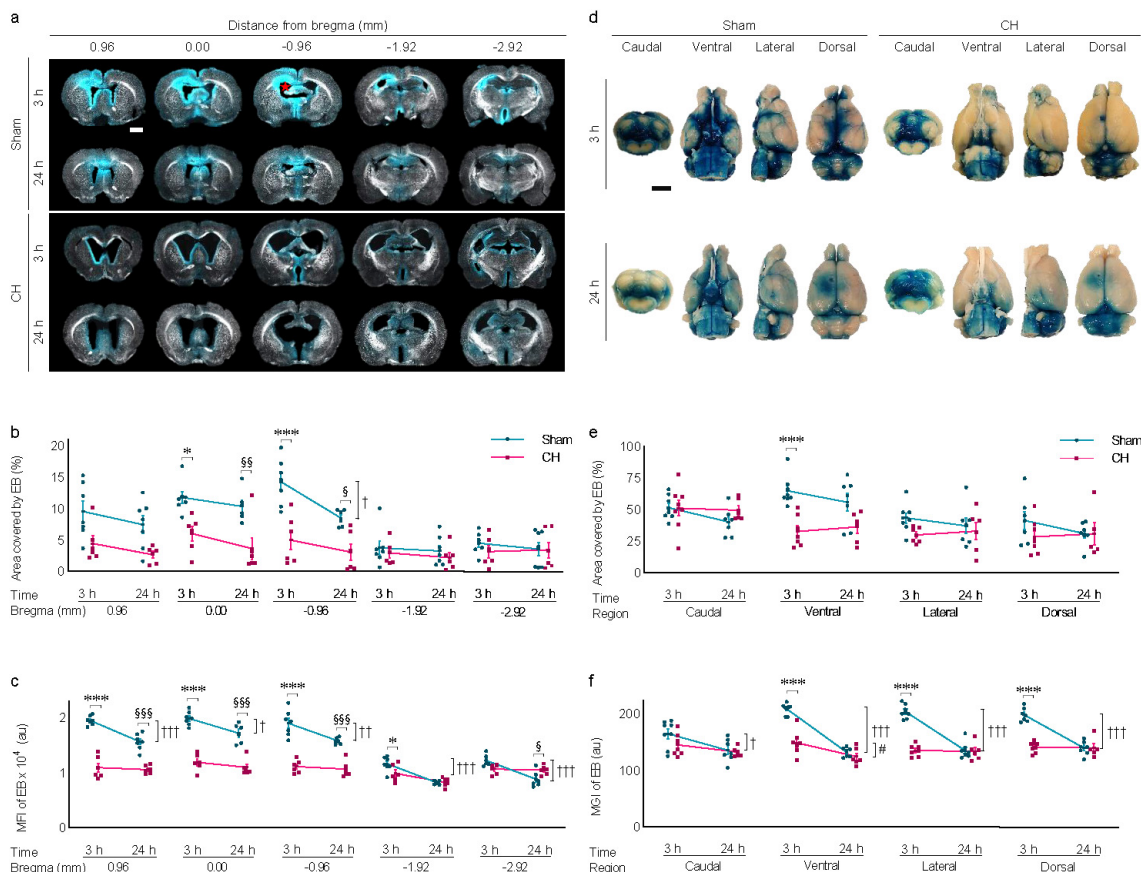 a
Distance from bregma (mm)
0.96 0.00 -0.96 -1.92 -2.92
Sham
3 h
24 h
CH
3 h
24 h
d
Sham CH
Caudal Ventral Lateral Dorsal Caudal Ventral Lateral Dorsal
3 h
24 h
b
Area covered by EB (%)
20
15
10
5
0
* §§ *** § †
Sham
CH
Time 3 h 24 h 3 h 24 h 3 h 24 h 3 h 24 h 3 h 24 h
Bregma (mm) 0.96 0.00 -0.96 -1.92 -2.92
e
Area covered by EB (%)
100
75
50
25
0
***
Sham
CH
Time 3 h 24 h 3 h 24 h 3 h 24 h 3 h 24 h
Region Caudal Ventral Lateral Dorsal
c
MFI of EB x 10⁴ (au)
2
1
0
*** §§§ ††† *** §§§ † *** §§§ †† * ††† § †††
Time 3 h 24 h 3 h 24 h 3 h 24 h 3 h 24 h 3 h 24 h
Bregma (mm) 0.96 0.00 -0.96 -1.92 -2.92
f
MGI of EB (au)
200
100
0
† *** ††† # *** ††† *** †††
Time 3 h 24 h 3 h 24 h 3 h 24 h 3 h 24 h
Region Caudal Ventral Lateral Dorsal